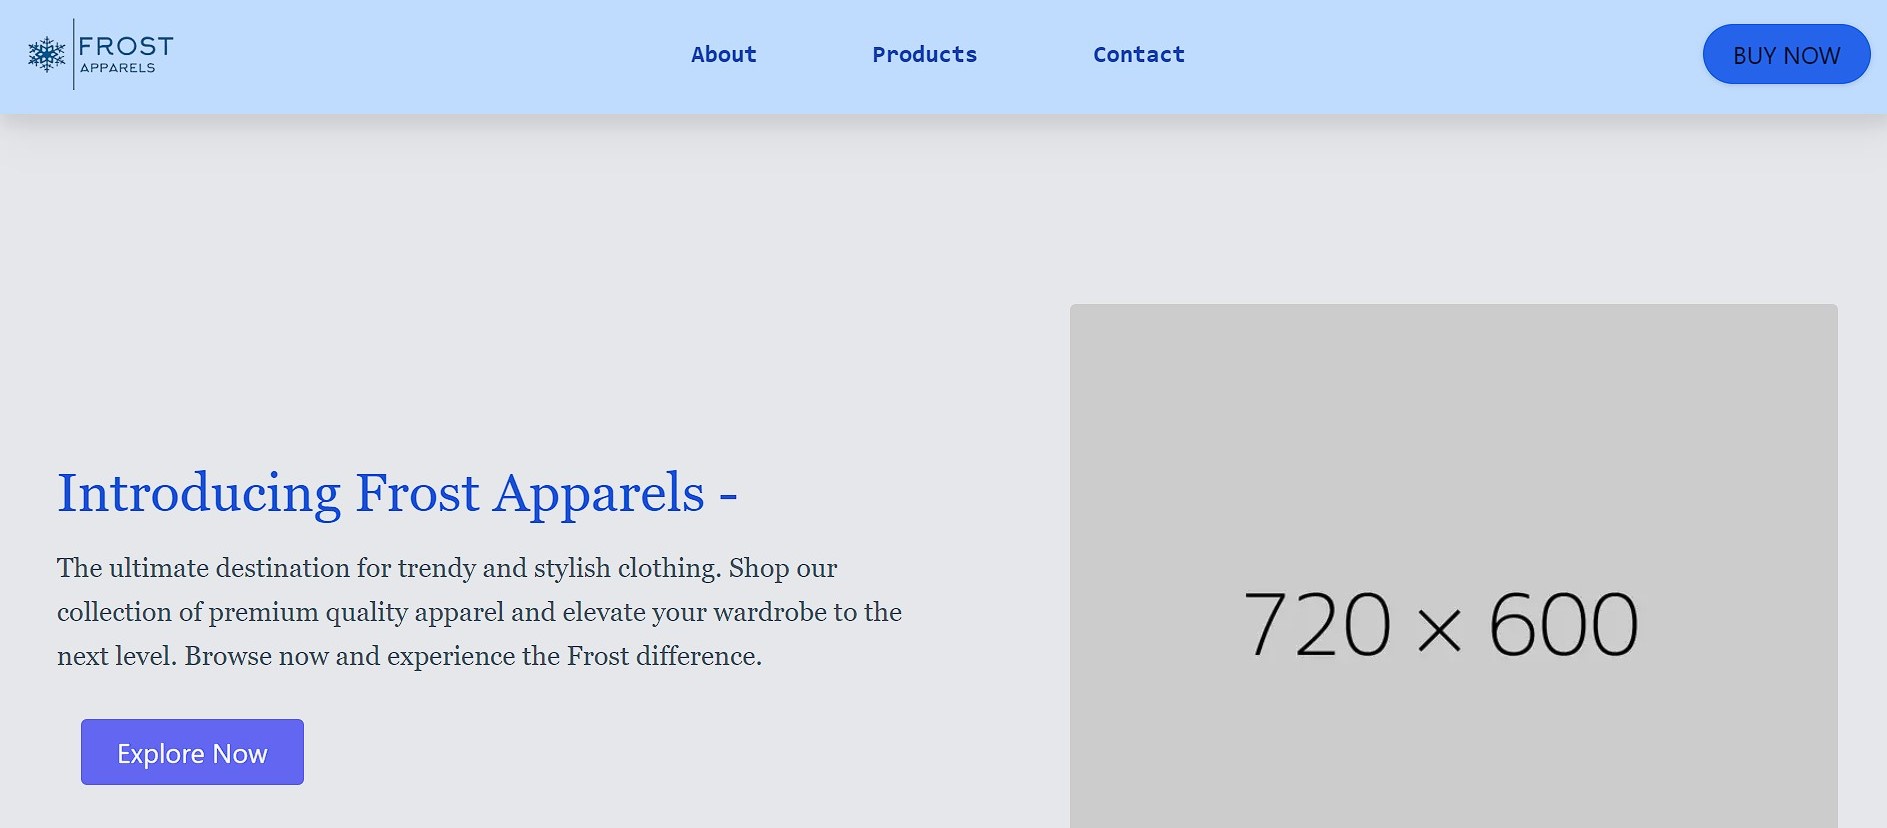 FROST
APPARELS
About
Products
Contact
BUY NOW
Introducing Frost Apparels -
The ultimate destination for trendy and stylish clothing. Shop our
collection of premium quality apparel and elevate your wardrobe to the
next level. Browse now and experience the Frost difference.
Explore Now
720 × 600